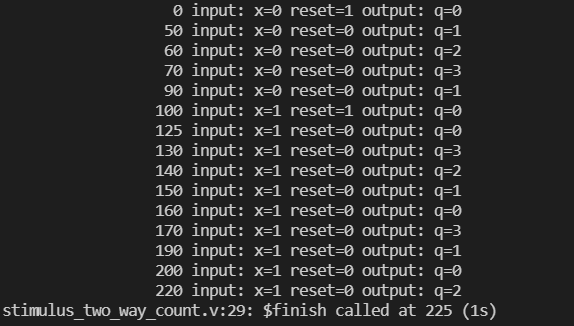 0 input: x=0 reset=1 output: q=0
50 input: x=0 reset=0 output: q=1
60 input: x=0 reset=0 output: q=2
70 input: x=0 reset=0 output: q=3
90 input: x=0 reset=0 output: q=1
100 input: x=1 reset=1 output: q=0
125 input: x=1 reset=0 output: q=0
130 input: x=1 reset=0 output: q=3
140 input: x=1 reset=0 output: q=2
150 input: x=1 reset=0 output: q=1
160 input: x=1 reset=0 output: q=0
170 input: x=1 reset=0 output: q=3
190 input: x=1 reset=0 output: q=1
200 input: x=1 reset=0 output: q=0
220 input: x=1 reset=0 output: q=2
stimulus_two_way_count.v:29: $finish called at 225 (1s)